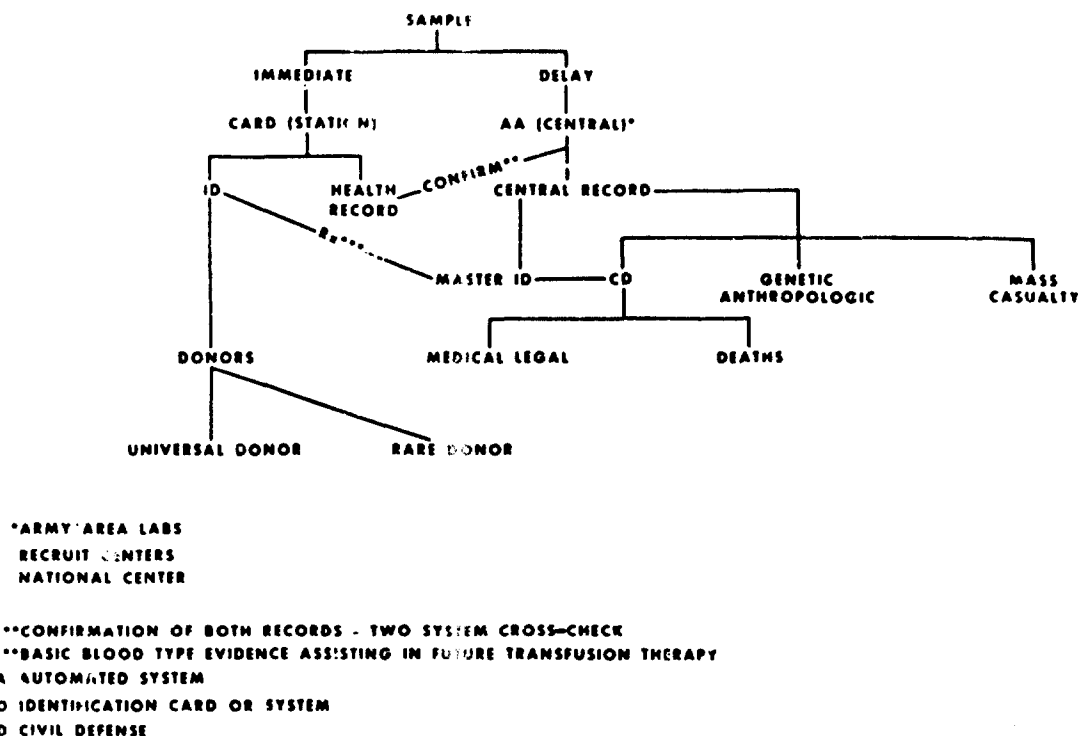 SAMPLE
IMMEDIATE DELAY
CARD (STATION) AA (CENTRAL)*
CONFIRM**
ID HEALTH RECORD CENTRAL RECORD
MASTER ID CD GENETIC ANTHROPOLOGIC MASS CASUALTY
DONORS MEDICAL LEGAL DEATHS
UNIVERSAL DONOR RARE DONOR
*ARMY AREA LABS
RECRUIT CENTERS
NATIONAL CENTER
**CONFIRMATION OF BOTH RECORDS - TWO SYSTEM CROSS-CHECK
**BASIC BLOOD TYPE EVIDENCE ASSISTING IN FUTURE TRANSFUSION THERAPY
A AUTOMATED SYSTEM
D IDENTIFICATION CARD OR SYSTEM
D CIVIL DEFENSE